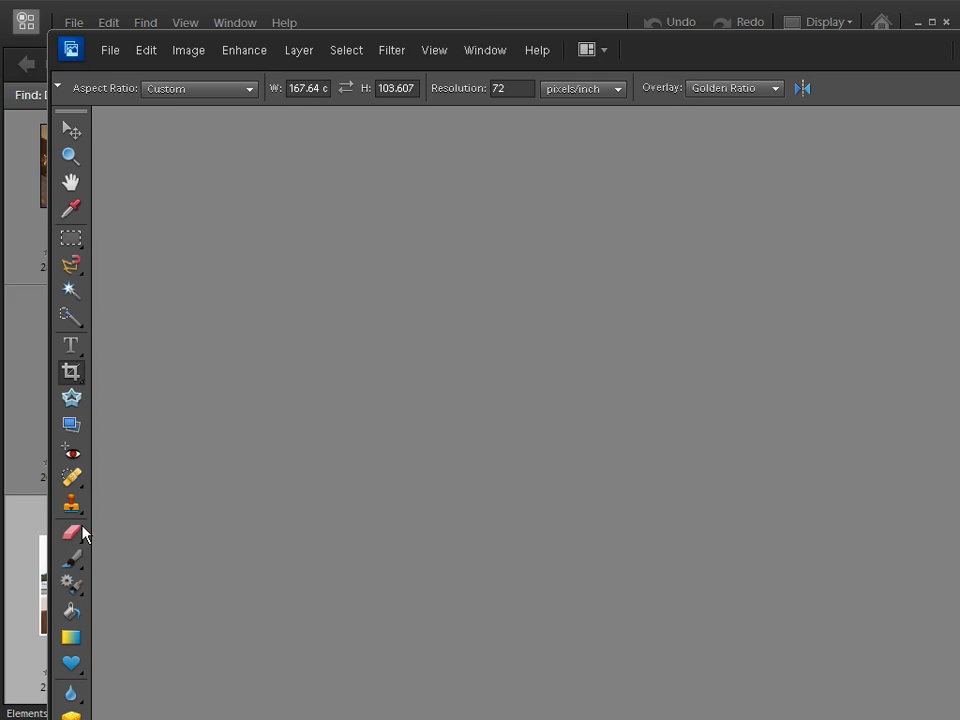 File Edit Find View Window Help Undo Redo Display
File Edit Image Enhance Layer Select Filter View Window Help
Find:
Aspect Ratio: Custom W: 167.64 c H: 103.607 Resolution: 72 pixels/inch Overlay: Golden Ratio
T
Elements